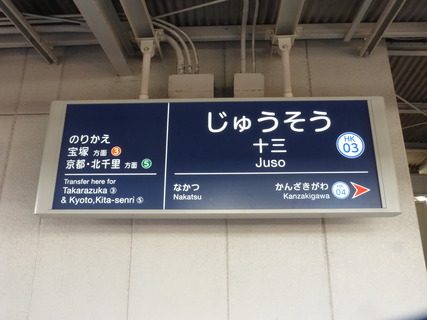 のりかえ
宝塚 方面 ③
京都・北千里 方面 ⑤
Transfer here for
Takarazuka ③
& Kyoto,Kita-senri ⑤
じゅうそう
十三
Juso
HK
03
なかつ
Nakatsu
かんざきがわ
Kanzakigawa
HK
04